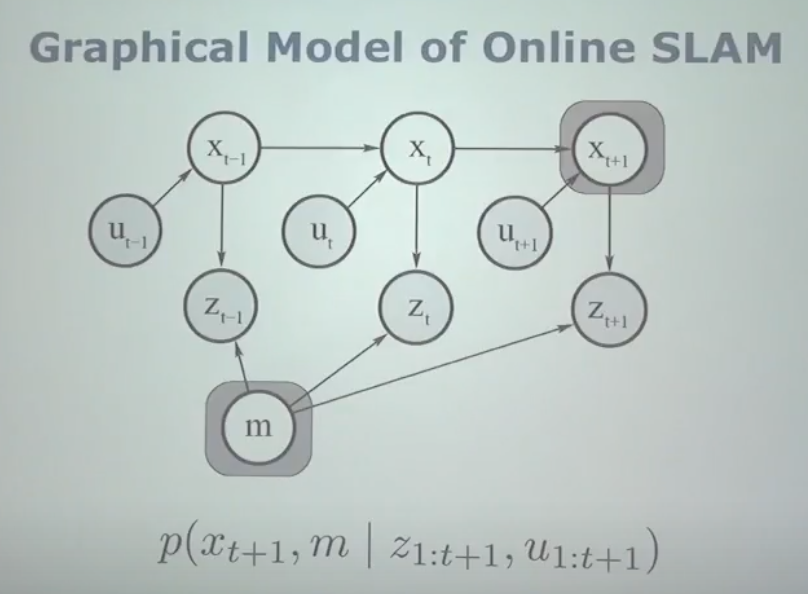 Graphical Model of Online SLAM
x_{t-1} x_t x_{t+1}
u_{t-1} u_t u_{t+1}
z_{t-1} z_t z_{t+1}
m
p(x_{t+1}, m | z_{1:t+1}, u_{1:t+1})